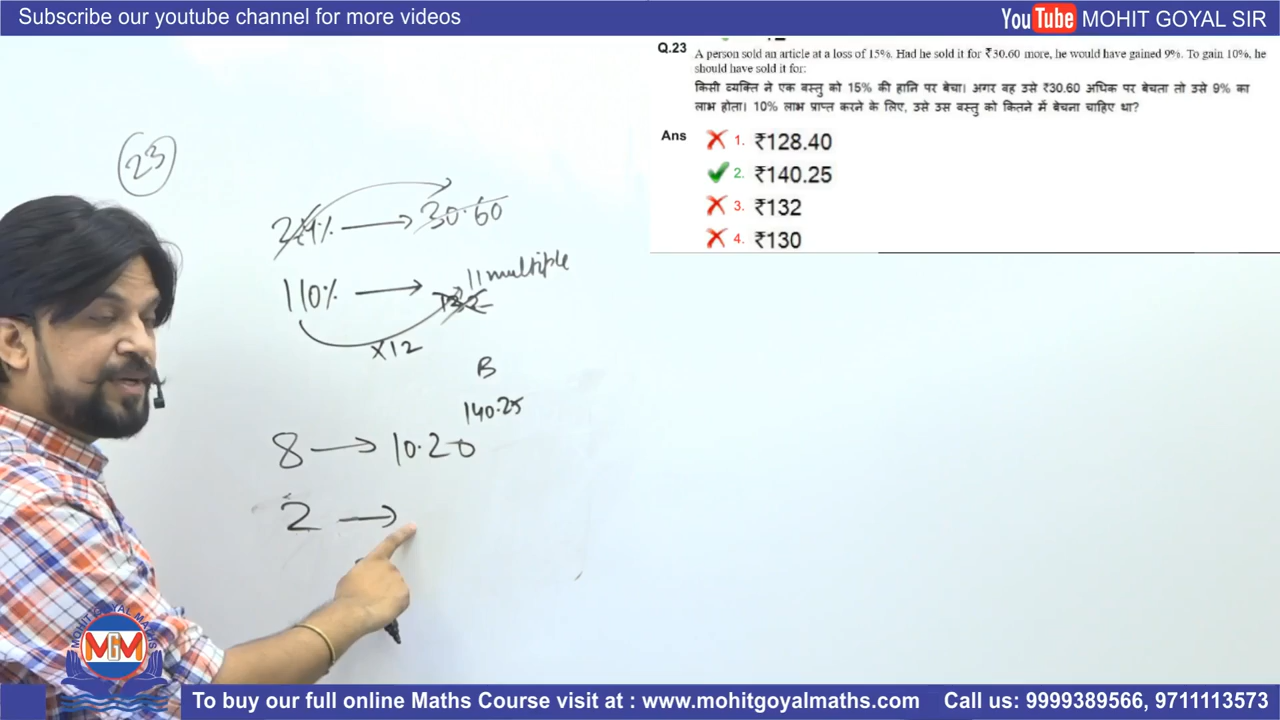 Subscribe our youtube channel for more videos
YouTube MOHIT GOYAL SIR
Q.23
A person sold an article at a loss of 15%. Had he sold it for ₹30.60 more, he would have gained 9%. To gain 10%, he
should have sold it for:
किसी व्यक्ति ने एक वस्तु को 15% की हानि पर बेचा। अगर वह उसे ₹30.60 अधिक पर बेचता तो उसे 9% का
लाभ होता। 10% लाभ प्राप्त करने के लिए, उसे उस वस्तु को कितने में बेचना चाहिए था?
Ans
1. ₹128.40
2. ₹140.25
3. ₹132
4. ₹130
23
24% → 30.60
11 multiple
110% → 132
×12
B
140.25
8 → 10.20
2 →
MOHIT GOYAL MATHS
MGM
To buy our full online Maths Course visit at : www.mohitgoyalmaths.com Call us: 9999389566, 9711113573